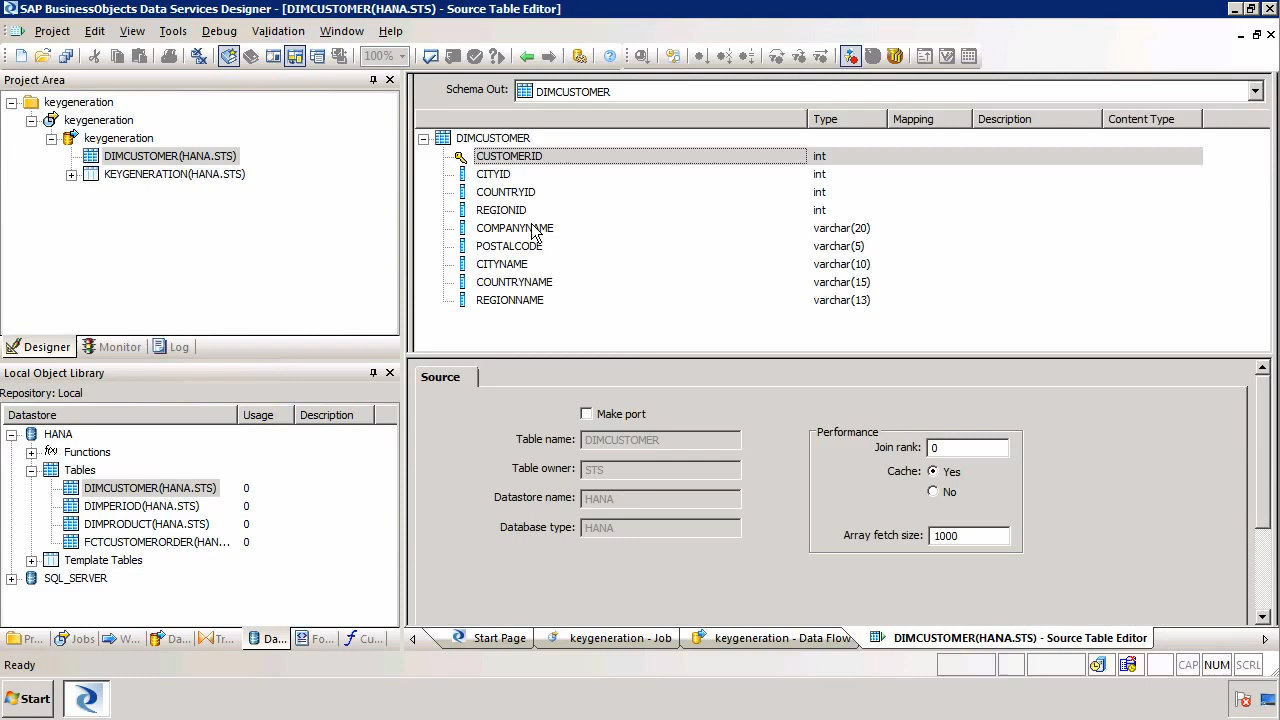 SAP BusinessObjects Data Services Designer - [DIMCUSTOMER(HANA.STS) - Source Table Editor]
Project Edit View Tools Debug Validation Window Help
100%
Project Area
keygeneration
keygeneration
keygeneration
DIMCUSTOMER(HANA.STS)
KEYGENERATION(HANA.STS)
Designer Monitor Log
Local Object Library
Repository: Local
Datastore Usage Description
HANA
Functions
Tables
DIMCUSTOMER(HANA.STS) 0
DIMPERIOD(HANA.STS) 0
DIMPRODUCT(HANA.STS) 0
FCTCUSTOMERORDER(HAN... 0
Template Tables
SQL_SERVER
Pr... Jobs W... Da... Tr... Da... Fo... Cu...
Schema Out: DIMCUSTOMER
Type Mapping Description Content Type
DIMCUSTOMER
CUSTOMERID int
CITYID int
COUNTRYID int
REGIONID int
COMPANYNAME varchar(20)
POSTALCODE varchar(5)
CITYNAME varchar(10)
COUNTRYNAME varchar(15)
REGIONNAME varchar(13)
Source
Make port
Table name: DIMCUSTOMER
Table owner: STS
Datastore name: HANA
Database type: HANA
Performance
Join rank: 0
Cache: Yes
No
Array fetch size: 1000
Start Page keygeneration - Job keygeneration - Data Flow DIMCUSTOMER(HANA.STS) - Source Table Editor
Ready CAP NUM SCRL
Start